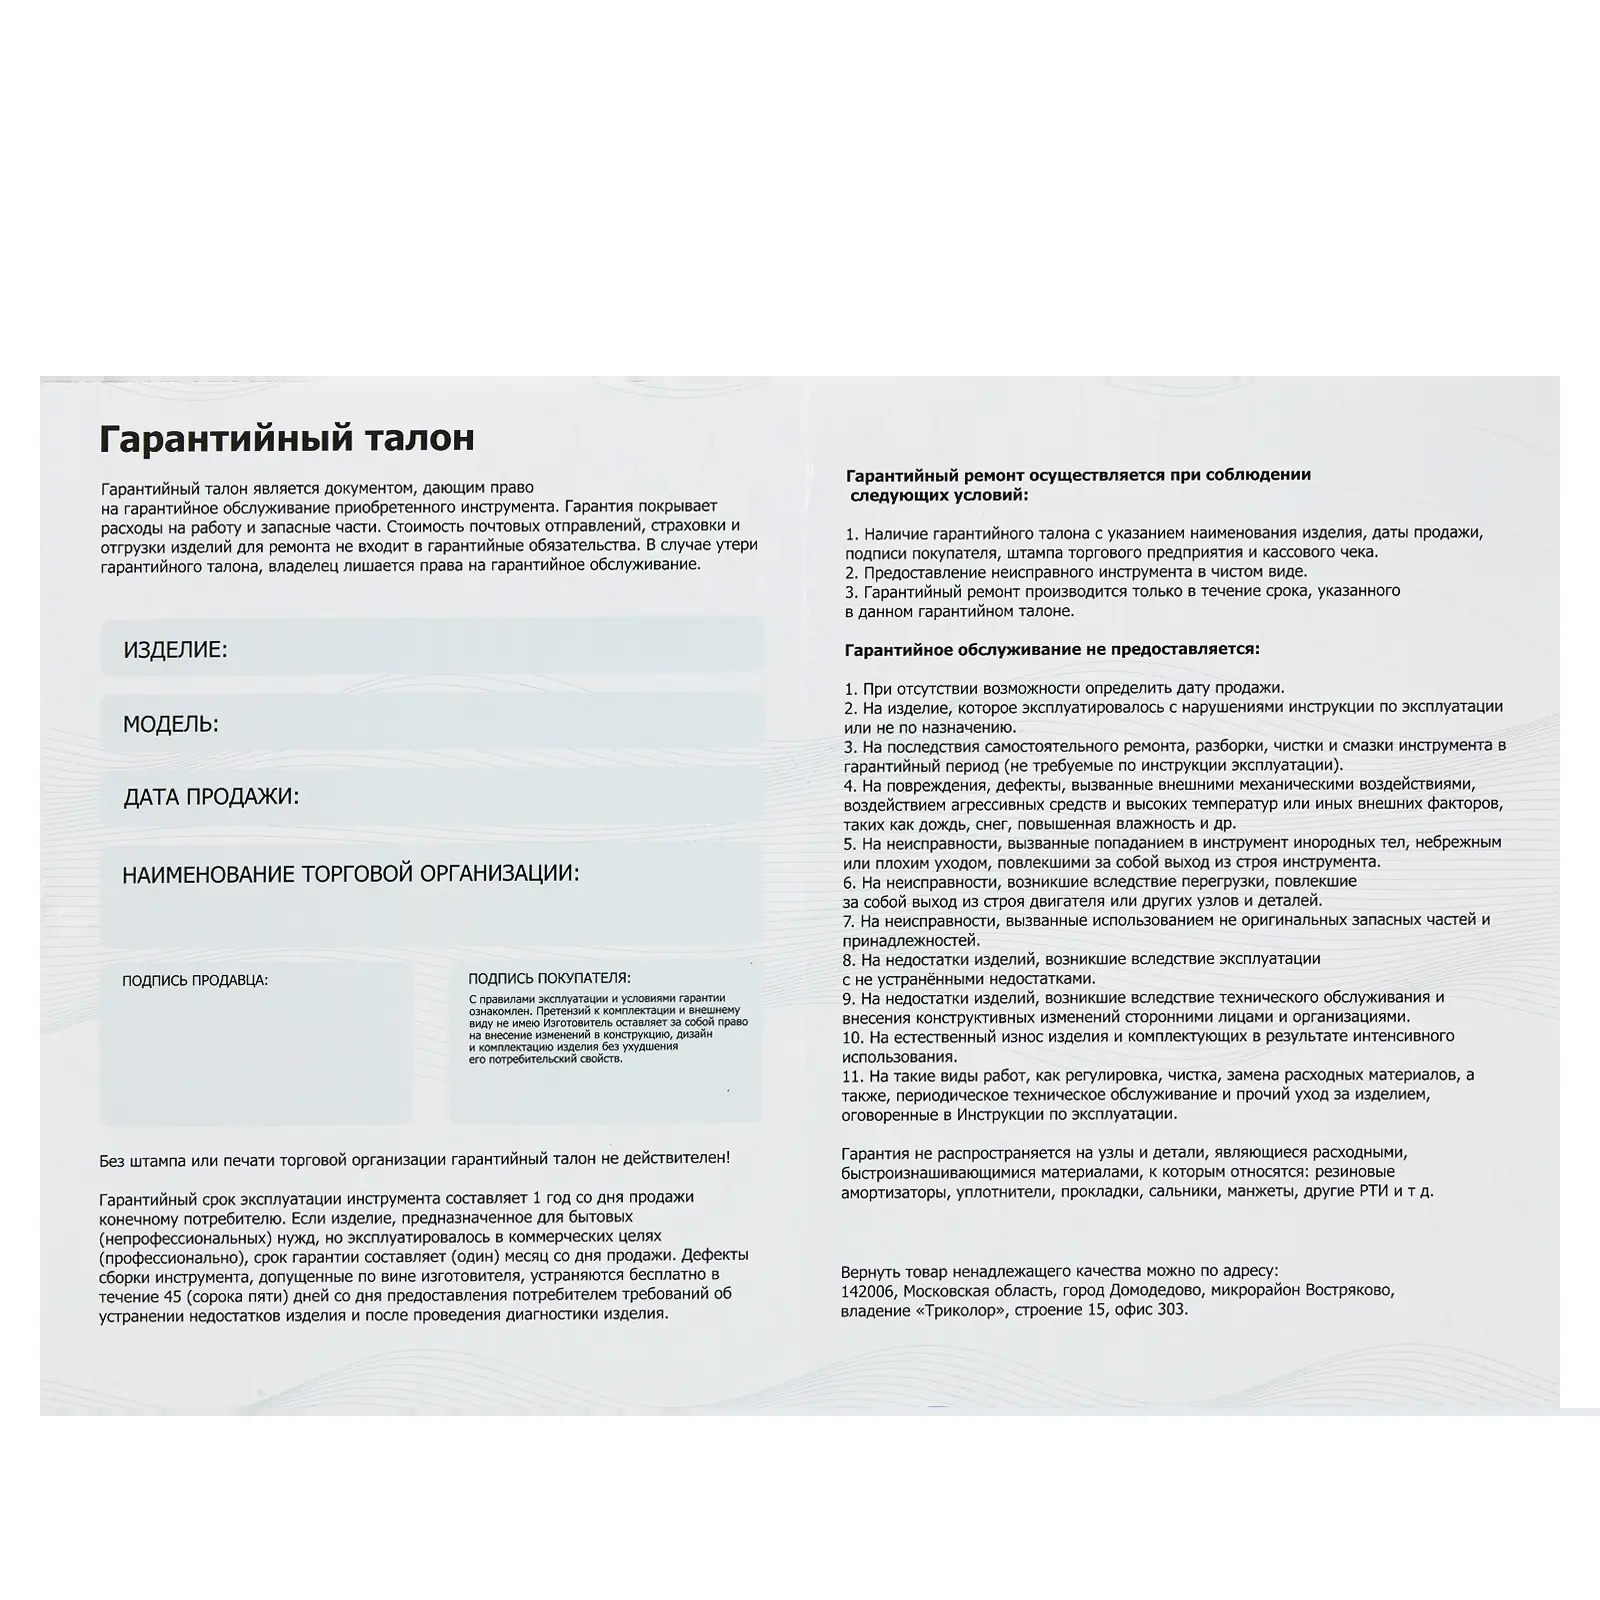 Гарантийный талон
Гарантийный талон является документом, дающим право
на гарантийное обслуживание приобретенного инструмента. Гарантия покрывает
расходы на работу и запасные части. Стоимость почтовых отправлений, страховки и
отгрузки изделий для ремонта не входит в гарантийные обязательства. В случае утери
гарантийного талона, владелец лишается права на гарантийное обслуживание.
ИЗДЕЛИЕ:
МОДЕЛЬ:
ДАТА ПРОДАЖИ:
НАИМЕНОВАНИЕ ТОРГОВОЙ ОРГАНИЗАЦИИ:
ПОДПИСЬ ПРОДАВЦА:
ПОДПИСЬ ПОКУПАТЕЛЯ:
С правилами эксплуатации и условиями гарантии
ознакомлен. Претензий к комплектации и внешнему
виду не имею Изготовитель оставляет за собой право
на внесение изменений в конструкцию, дизайн
и комплектацию изделия без ухудшения
его потребительский свойств.
Без штампа или печати торговой организации гарантийный талон не действителен!
Гарантийный срок эксплуатации инструмента составляет 1 год со дня продажи
конечному потребителю. Если изделие, предназначенное для бытовых
(непрофессиональных) нужд, но эксплуатировалось в коммерческих целях
(профессионально), срок гарантии составляет (один) месяц со дня продажи. Дефекты
сборки инструмента, допущенные по вине изготовителя, устраняются бесплатно в
течение 45 (сорока пяти) дней со дня предоставления потребителем требований об
устранении недостатков изделия и после проведения диагностики изделия.
Гарантийный ремонт осуществляется при соблюдении
следующих условий:
1. Наличие гарантийного талона с указанием наименования изделия, даты продажи,
подписи покупателя, штампа торгового предприятия и кассового чека.
2. Предоставление неисправного инструмента в чистом виде.
3. Гарантийный ремонт производится только в течение срока, указанного
в данном гарантийном талоне.
Гарантийное обслуживание не предоставляется:
1. При отсутствии возможности определить дату продажи.
2. На изделие, которое эксплуатировалось с нарушениями инструкции по эксплуатации
или не по назначению.
3. На последствия самостоятельного ремонта, разборки, чистки и смазки инструмента в
гарантийный период (не требуемые по инструкции эксплуатации).
4. На повреждения, дефекты, вызванные внешними механическими воздействиями,
воздействием агрессивных средств и высоких температур или иных внешних факторов,
таких как дождь, снег, повышенная влажность и др.
5. На неисправности, вызванные попаданием в инструмент инородных тел, небрежным
или плохим уходом, повлекшими за собой выход из строя инструмента.
6. На неисправности, возникшие вследствие перегрузки, повлекшие
за собой выход из строя двигателя или других узлов и деталей.
7. На неисправности, вызванные использованием не оригинальных запасных частей и
принадлежностей.
8. На недостатки изделий, возникшие вследствие эксплуатации
с не устранёнными недостатками.
9. На недостатки изделий, возникшие вследствие технического обслуживания и
внесения конструктивных изменений сторонними лицами и организациями.
10. На естественный износ изделия и комплектующих в результате интенсивного
использования.
11. На такие виды работ, как регулировка, чистка, замена расходных материалов, а
также, периодическое техническое обслуживание и прочий уход за изделием,
оговоренные в Инструкции по эксплуатации.
Гарантия не распространяется на узлы и детали, являющиеся расходными,
быстроизнашивающимися материалами, к которым относятся: резиновые
амортизаторы, уплотнители, прокладки, сальники, манжеты, другие РТИ и т д.
Вернуть товар ненадлежащего качества можно по адресу:
142006, Московская область, город Домодедово, микрорайон Востряково,
владение «Триколор», строение 15, офис 303.